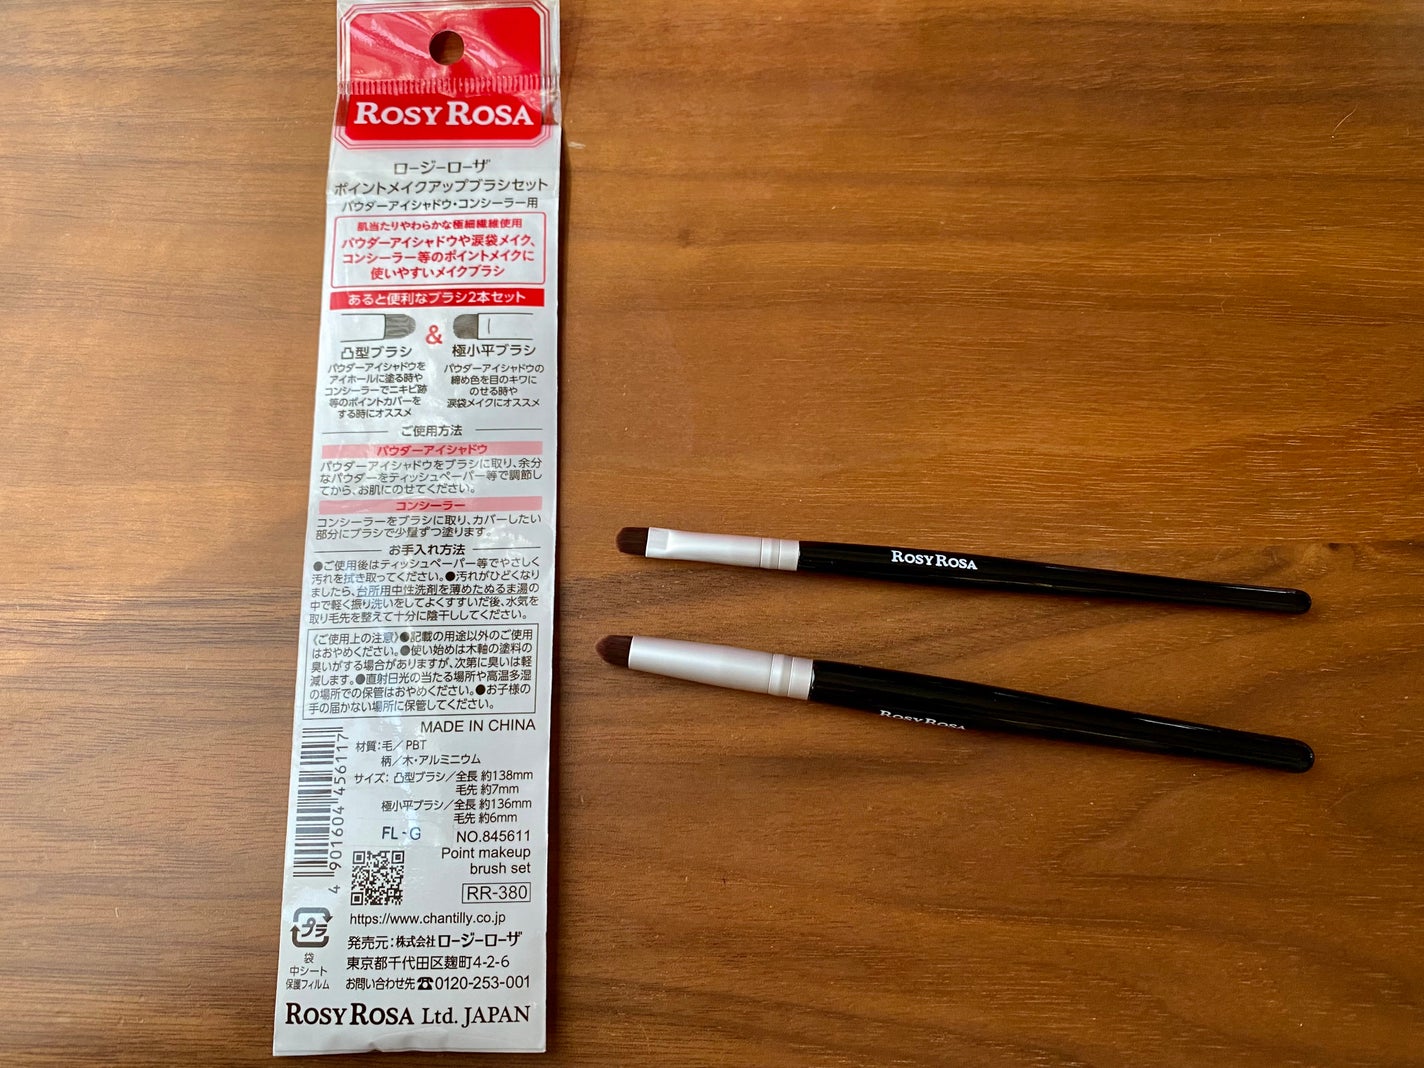 ROSY ROSA
ロージーローザ
ポイントメイクアップブラシセット
パウダーアイシャドウ・コンシーラー用
肌当たりやわらかな極細繊維使用
パウダーアイシャドウや涙袋メイク、
コンシーラー等のポイントメイクに
使いやすいメイクブラシ
あると便利なブラシ2本セット
&
凸型ブラシ
パウダーアイシャドウを
アイホールに塗る時や
コンシーラーでニキビ跡
等のポイントカバーを
する時にオススメ
極小平ブラシ
パウダーアイシャドウの
締め色を目のキワに
のせる時や
涙袋メイクにオススメ
ご使用方法
パウダーアイシャドウ
パウダーアイシャドウをブラシに取り、余分
なパウダーをティッシュペーパー等で調節し
てから、お肌にのせてください。
コンシーラー
コンシーラーをブラシに取り、カバーしたい
部分にブラシで少量ずつ塗ります。
お手入れ方法
●ご使用後はティッシュペーパー等でやさしく
汚れを拭き取ってください。●汚れがひどくなり
ましたら、台所用中性洗剤を薄めたぬるま湯の
中で軽く振り洗いをしてよくすすいだ後、水気を
取り毛先を整えて十分に陰干ししてください。
〈ご使用上の注意〉●記載の用途以外のご使用
はおやめください。●使い始めは木軸の塗料の
臭いがする場合がありますが、次第に臭いは軽
減します。●直射日光の当たる場所や高温多湿
の場所での保管はおやめください。●お子様の
手の届かない場所に保管してください。
MADE IN CHINA
材質:毛/PBT
柄/木・アルミニウム
サイズ:凸型ブラシ/全長 約138mm
毛先 約7mm
極小平ブラシ/全長 約136mm
毛先 約6mm
FL-G
NO.845611
Point makeup
brush set
RR-380
4 901604 456117
https://www.chantilly.co.jp
プラ
袋
中シート
保護フィルム
発売元:株式会社ロージーローザ
東京都千代田区麹町4-2-6
お問い合わせ先☎0120-253-001
ROSY ROSA Ltd. JAPAN
ROSY ROSA
ROSY ROSA